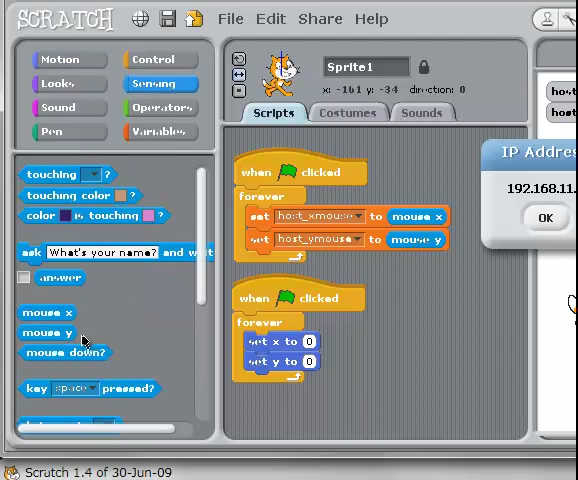 SCRATCH File Edit Share Help
Motion Control
Looks Sensing
Sound Operators
Pen Variables
Sprite1
x: -161 y: -34 direction: 0
Scripts Costumes Sounds
touching ?
touching color ?
color is touching ?
ask What's your name? and wait
answer
mouse x
mouse y
mouse down?
key space pressed?
when clicked
forever
set host_xmouse to mouse x
set host_ymouse to mouse y
when clicked
forever
set x to 0
set y to 0
IP Addres
192.168.11.
OK
host
host
Scratch 1.4 of 30-Jun-09